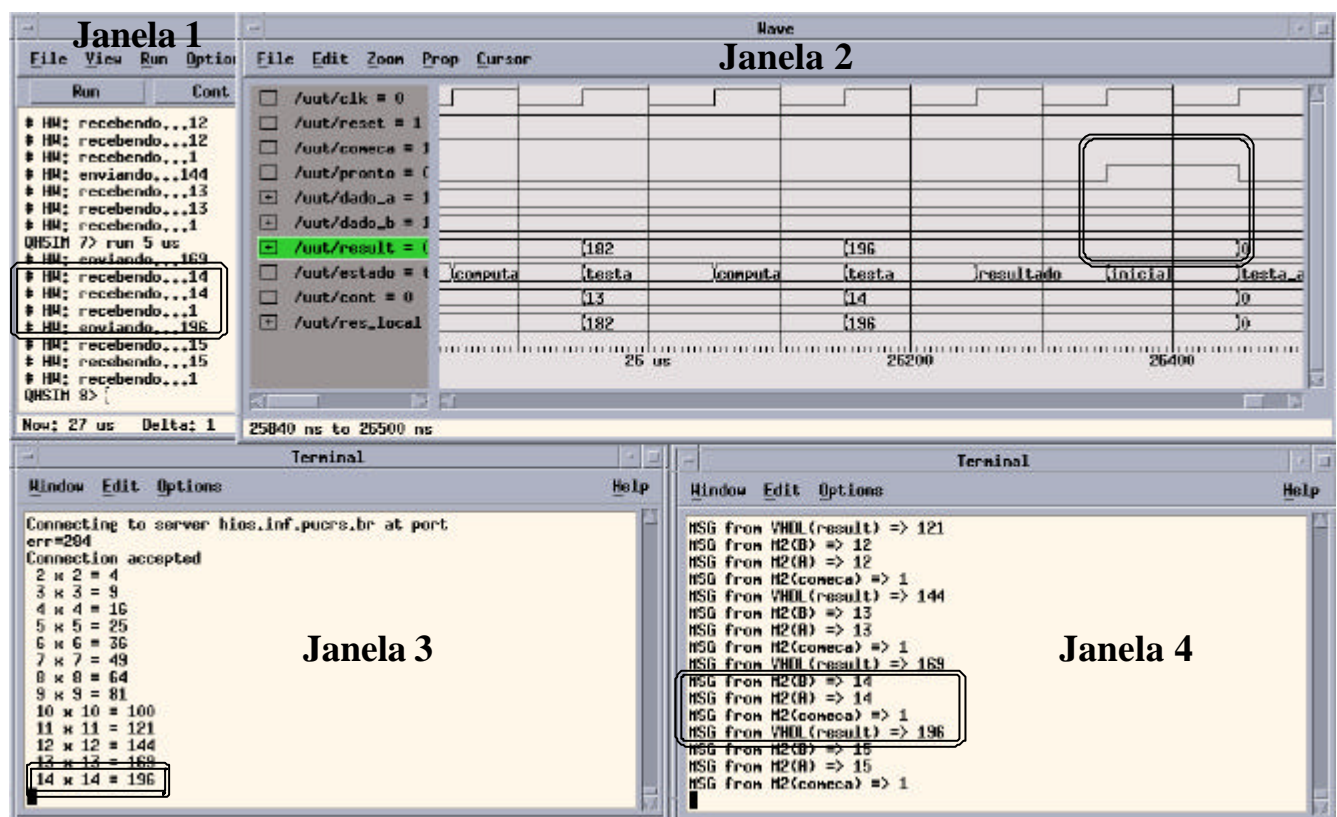 Janela 1
File View Run Option
Run Cont
# HW: recebendo...12
# HW: recebendo...12
# HW: recebendo...1
# HW: enviando...144
# HW: recebendo...13
# HW: recebendo...13
# HW: recebendo...1
QHSIM 7> run 5 us
# HW: enviando...169
# HW: recebendo...14
# HW: recebendo...14
# HW: recebendo...1
# HW: enviando...196
# HW: recebendo...15
# HW: recebendo...15
# HW: recebendo...1
QHSIM 8>
Now: 27 us Delta: 1
Wave
Janela 2
File Edit Zoom Prop Cursor
/uut/clk = 0
/uut/reset = 1
/uut/comeca = 1
/uut/pronto = 0
/uut/dado_a = 1
/uut/dado_b = 1
/uut/result = ( 182 196 0
/uut/estado = t computa testa computa testa resultado inicial testa_a
/uut/cont = 0 13 14 0
/uut/res_local 182 196 0
26 us 26200 26400
25840 ns to 26500 ns
Terminal
Window Edit Options Help
Connecting to server hios.inf.pucrs.br at port
err=204
Connection accepted
2 x 2 = 4
3 x 3 = 9
4 x 4 = 16
5 x 5 = 25
6 x 6 = 36
7 x 7 = 49
8 x 8 = 64
9 x 9 = 81
10 x 10 = 100
11 x 11 = 121
12 x 12 = 144
13 x 13 = 169
14 x 14 = 196
Janela 3
Terminal
Window Edit Options Help
MSG from VHDL(result) => 121
MSG from M2(B) => 12
MSG from M2(A) => 12
MSG from M2(comeca) => 1
MSG from VHDL(result) => 144
MSG from M2(B) => 13
MSG from M2(A) => 13
MSG from M2(comeca) => 1
MSG from VHDL(result) => 169
MSG from M2(B) => 14
MSG from M2(A) => 14
MSG from M2(comeca) => 1
MSG from VHDL(result) => 196
MSG from M2(B) => 15
MSG from M2(A) => 15
MSG from M2(comeca) => 1
Janela 4